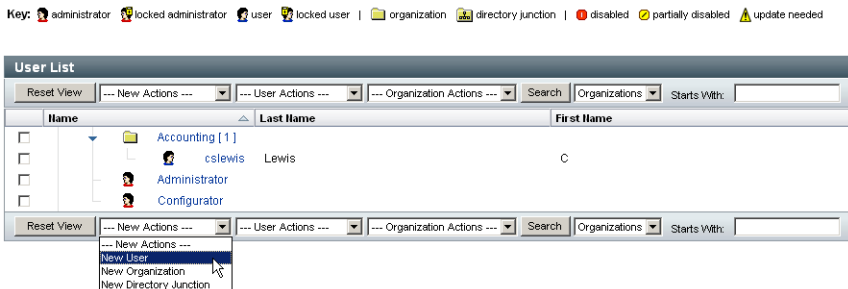 Key: administrator locked administrator user locked user | organization directory junction | disabled partially disabled update needed
User List
Reset View --- New Actions --- --- User Actions --- --- Organization Actions --- Search Organizations Starts With:
Name Last Name First Name
Accounting [ 1 ]
cslewis Lewis C
Administrator
Configurator
Reset View --- New Actions --- --- User Actions --- --- Organization Actions --- Search Organizations Starts With:
--- New Actions ---
New User
New Organization
New Directory Junction